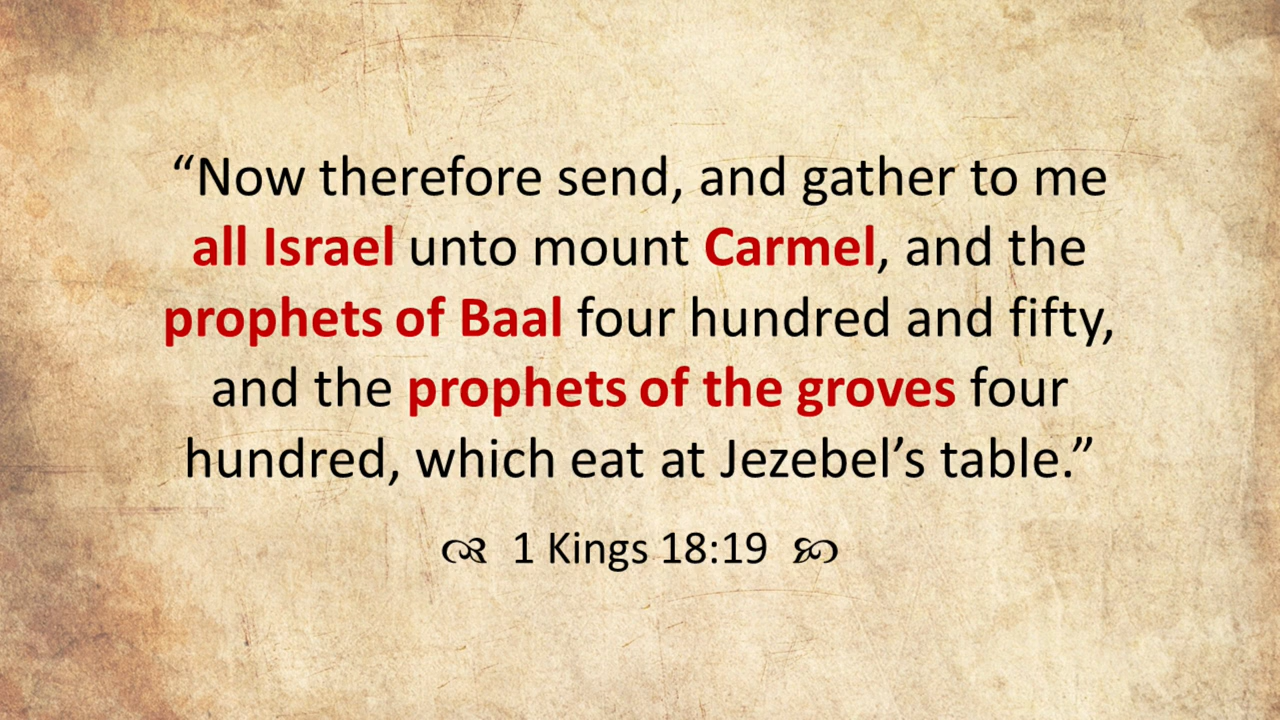 “Now therefore send, and gather to me
all Israel unto mount Carmel, and the
prophets of Baal four hundred and fifty,
and the prophets of the groves four
hundred, which eat at Jezebel’s table.”
1 Kings 18:19